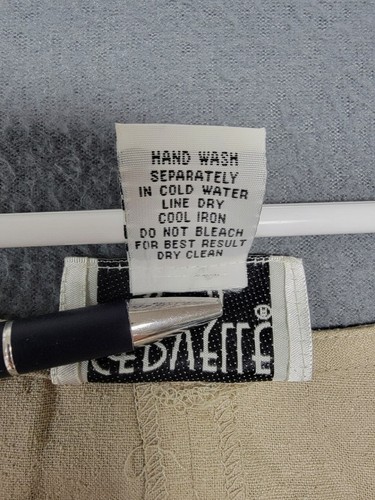 HAND WASH
SEPARATELY
IN COLD WATER
LINE DRY
COOL IRON
DO NOT BLEACH
FOR BEST RESULT
DRY CLEAN